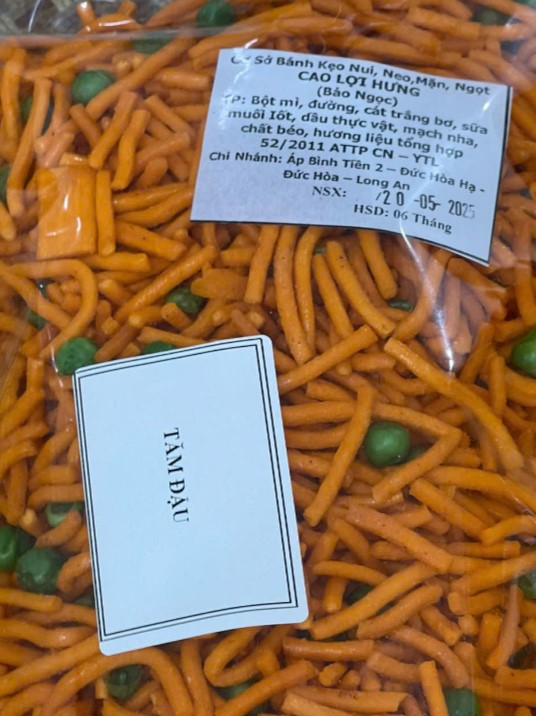 Cơ Sở Bánh Kẹo Nui, Nẹo,Mặn, Ngọt
CAO LỢI HƯNG
(Bảo Ngọc)
TP: Bột mì, đường, cát trắng bơ, sữa
muối Iốt, dầu thực vật, mạch nha,
chất béo, hương liệu tổng hợp
52/2011 ATTP CN – YTL
Chi Nhánh: Áp Bình Tiền 2 – Đức Hòa Hạ -
Đức Hòa – Long An
NSX: /20 -05- 2025
HSD: 06 Tháng
TĂM ĐẬU